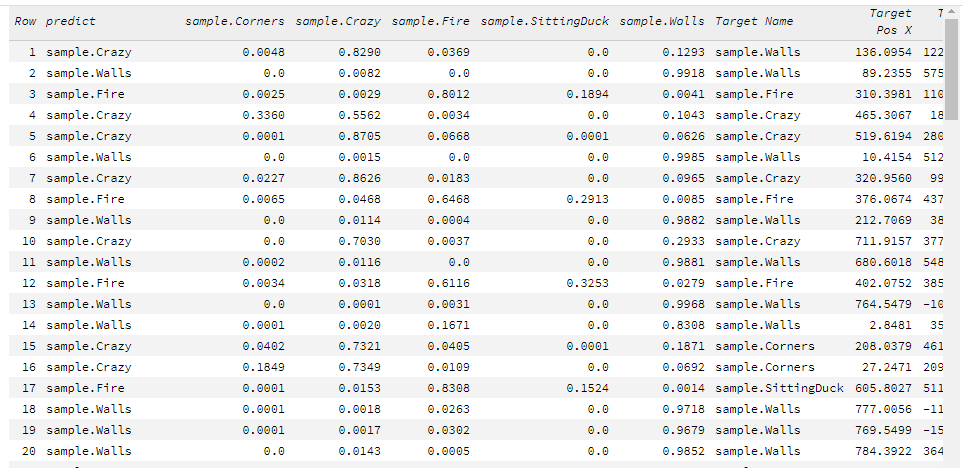 Row predict sample.Corners sample.Crazy sample.Fire sample.SittingDuck sample.Walls Target Name Target Pos X T
1 sample.Crazy 0.0048 0.8290 0.0369 0.0 0.1293 sample.Walls 136.0954 122
2 sample.Walls 0.0 0.0082 0.0 0.0 0.9918 sample.Walls 89.2355 575
3 sample.Fire 0.0025 0.0029 0.8012 0.1894 0.0041 sample.Fire 310.3981 110
4 sample.Crazy 0.3360 0.5562 0.0034 0.0 0.1043 sample.Crazy 465.3067 18
5 sample.Crazy 0.0001 0.8705 0.0668 0.0001 0.0626 sample.Crazy 519.6194 280
6 sample.Walls 0.0 0.0015 0.0 0.0 0.9985 sample.Walls 10.4154 512
7 sample.Crazy 0.0227 0.8626 0.0183 0.0 0.0965 sample.Crazy 320.9560 99
8 sample.Fire 0.0065 0.0468 0.6468 0.2913 0.0085 sample.Fire 376.0674 437
9 sample.Walls 0.0 0.0114 0.0004 0.0 0.9882 sample.Walls 212.7069 38
10 sample.Crazy 0.0 0.7030 0.0037 0.0 0.2933 sample.Crazy 711.9157 377
11 sample.Walls 0.0002 0.0116 0.0 0.0 0.9881 sample.Walls 680.6018 548
12 sample.Fire 0.0034 0.0318 0.6116 0.3253 0.0279 sample.Fire 402.0752 385
13 sample.Walls 0.0 0.0001 0.0031 0.0 0.9968 sample.Walls 764.5479 -10
14 sample.Walls 0.0001 0.0020 0.1671 0.0 0.8308 sample.Walls 2.8481 35
15 sample.Crazy 0.0402 0.7321 0.0405 0.0001 0.1871 sample.Corners 208.0379 461
16 sample.Crazy 0.1849 0.7349 0.0109 0.0 0.0692 sample.Corners 27.2471 209
17 sample.Fire 0.0001 0.0153 0.8308 0.1524 0.0014 sample.SittingDuck 605.8027 511
18 sample.Walls 0.0001 0.0018 0.0263 0.0 0.9718 sample.Walls 777.0056 -11
19 sample.Walls 0.0001 0.0017 0.0302 0.0 0.9679 sample.Walls 769.5499 -15
20 sample.Walls 0.0 0.0143 0.0005 0.0 0.9852 sample.Walls 784.3922 364